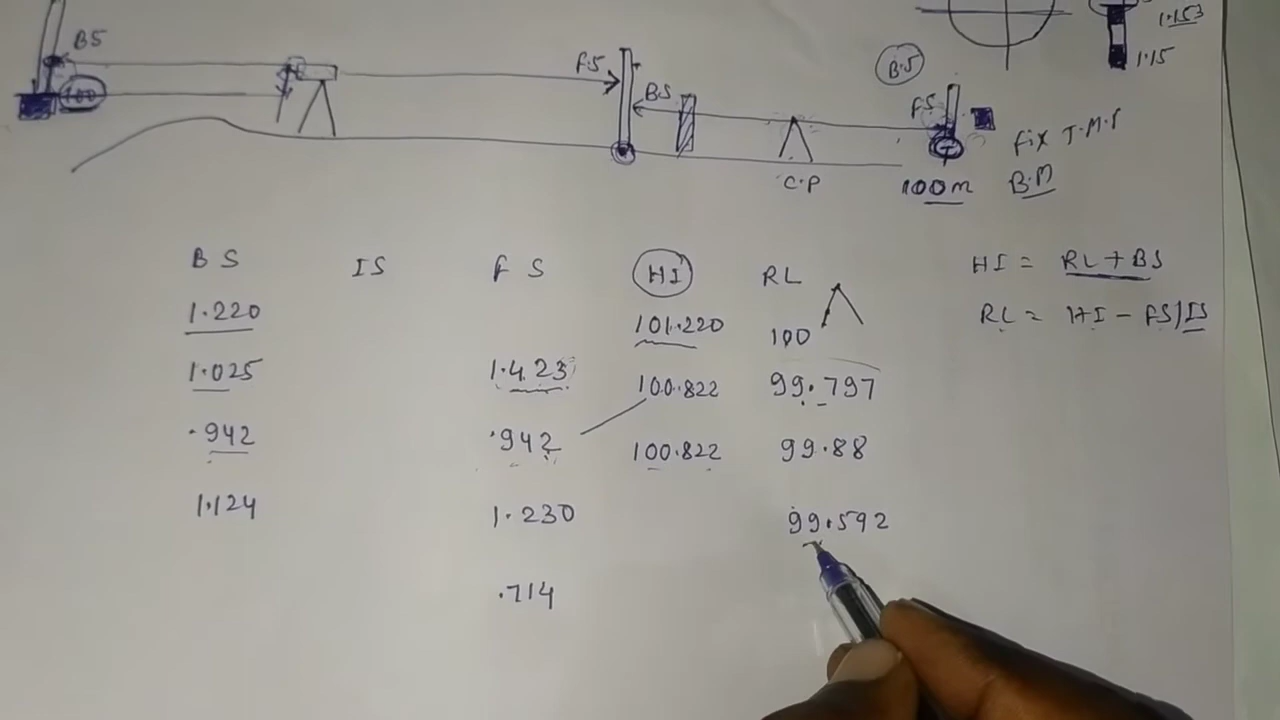 1.153
1.15
BS
100
F.S
BS
B.S
FS
C.P
100m
Fix T.M.P
B.M
BS IS FS HI RL
1.220 101.220 100
1.025 1.423 100.822 99.797
.942 .942 100.822 99.88
1.124 1.230 99.592
.714
HI = RL + BS
RL = HI - FS/IS